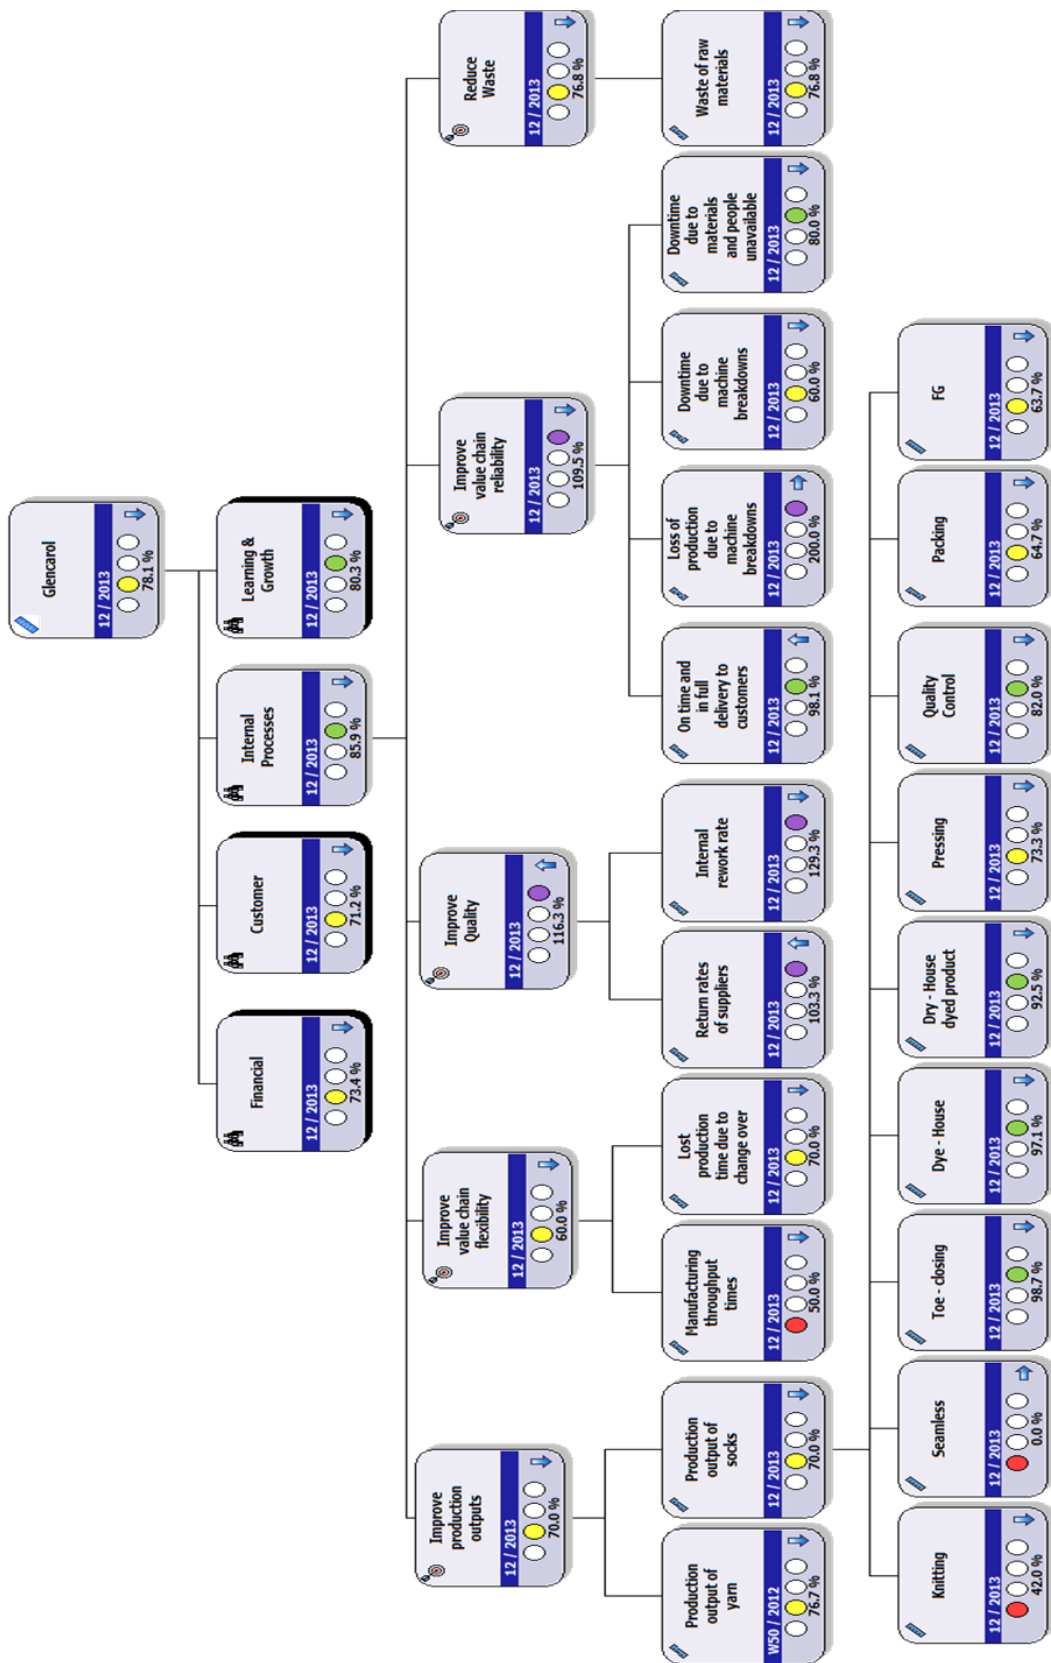 Glencarol
12 / 2013
78.1 %
Financial
12 / 2013
73.4 %
Customer
12 / 2013
71.2 %
Internal
Processes
12 / 2013
85.9 %
Learning &
Growth
12 / 2013
80.3 %
Improve
production
outputs
12 / 2013
70.0 %
Improve
value chain
flexibility
12 / 2013
60.0 %
Improve
Quality
12 / 2013
116.3 %
Improve
value chain
reliability
12 / 2013
109.5 %
Reduce
Waste
12 / 2013
76.8 %
Production
output of
yarn
W50 / 2012
76.7 %
Production
output of
socks
12 / 2013
70.0 %
Manufacturing
throughput
times
12 / 2013
50.0 %
Lost
production
time due to
change over
12 / 2013
70.0 %
Return rates
of suppliers
12 / 2013
103.3 %
Internal
rework rate
12 / 2013
129.3 %
On time and
in full
delivery to
customers
12 / 2013
98.1 %
Loss of
production
due to
machine
breakdowns
12 / 2013
200.0 %
Downtime
due to
machine
breakdowns
12 / 2013
60.0 %
Downtime
due to
materials
and people
unavailable
12 / 2013
80.0 %
Waste of raw
materials
12 / 2013
76.8 %
Knitting
12 / 2013
42.0 %
Seamless
12 / 2013
0.0 %
Toe - closing
12 / 2013
98.7 %
Dye - House
12 / 2013
97.1 %
Dry - House
dyed product
12 / 2013
92.5 %
Pressing
12 / 2013
73.3 %
Quality
Control
12 / 2013
82.0 %
Packing
12 / 2013
64.7 %
FG
12 / 2013
63.7 %